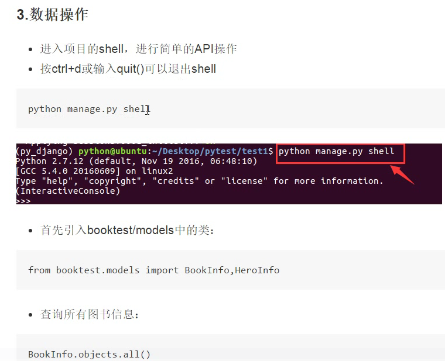 3.数据操作
进入项目的shell，进行简单的API操作
按ctrl+d或输入quit()可以退出shell
python manage.py shell
(py_django) python@ubuntu:~/Desktop/pytest/test1$ python manage.py shell
Python 2.7.12 (default, Nov 19 2016, 06:48:10)
[GCC 5.4.0 20160609] on linux2
Type "help", "copyright", "credits" or "license" for more information.
(InteractiveConsole)
>>>
首先引入booktest/models中的类：
from booktest.models import BookInfo,HeroInfo
查询所有图书信息：
BookInfo.objects.all()